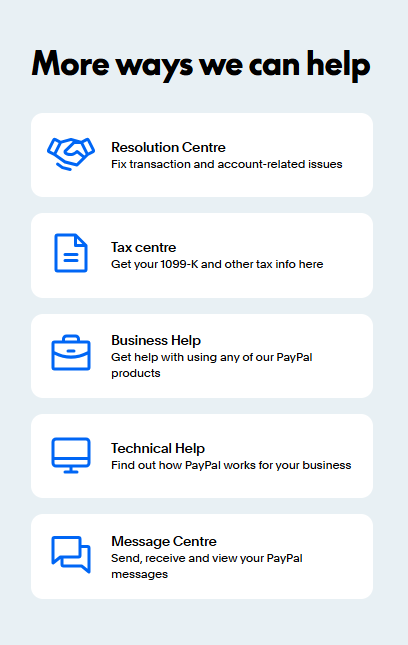 More ways we can help
Resolution Centre
Fix transaction and account-related issues
Tax centre
Get your 1099-K and other tax info here
Business Help
Get help with using any of our PayPal
products
Technical Help
Find out how PayPal works for your business
Message Centre
Send, receive and view your PayPal
messages